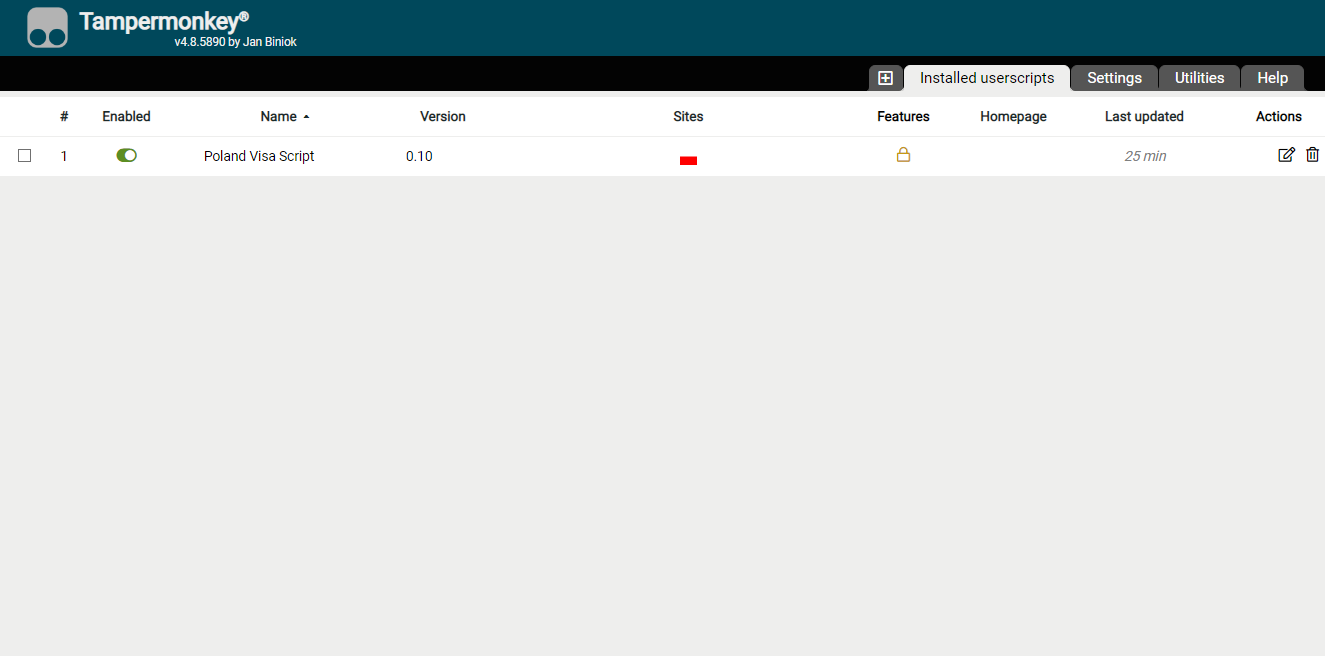 Tampermonkey®
v4.8.5890 by Jan Biniok
Installed userscripts Settings Utilities Help
# Enabled Name Version Sites Features Homepage Last updated Actions
1 Poland Visa Script 0.10 25 min